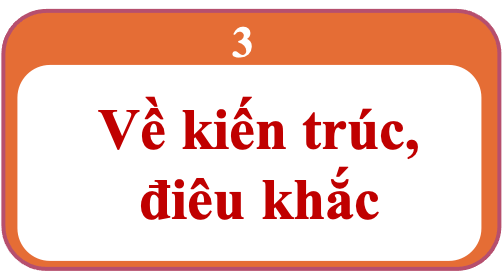 3
Về kiến trúc,
điêu khắc